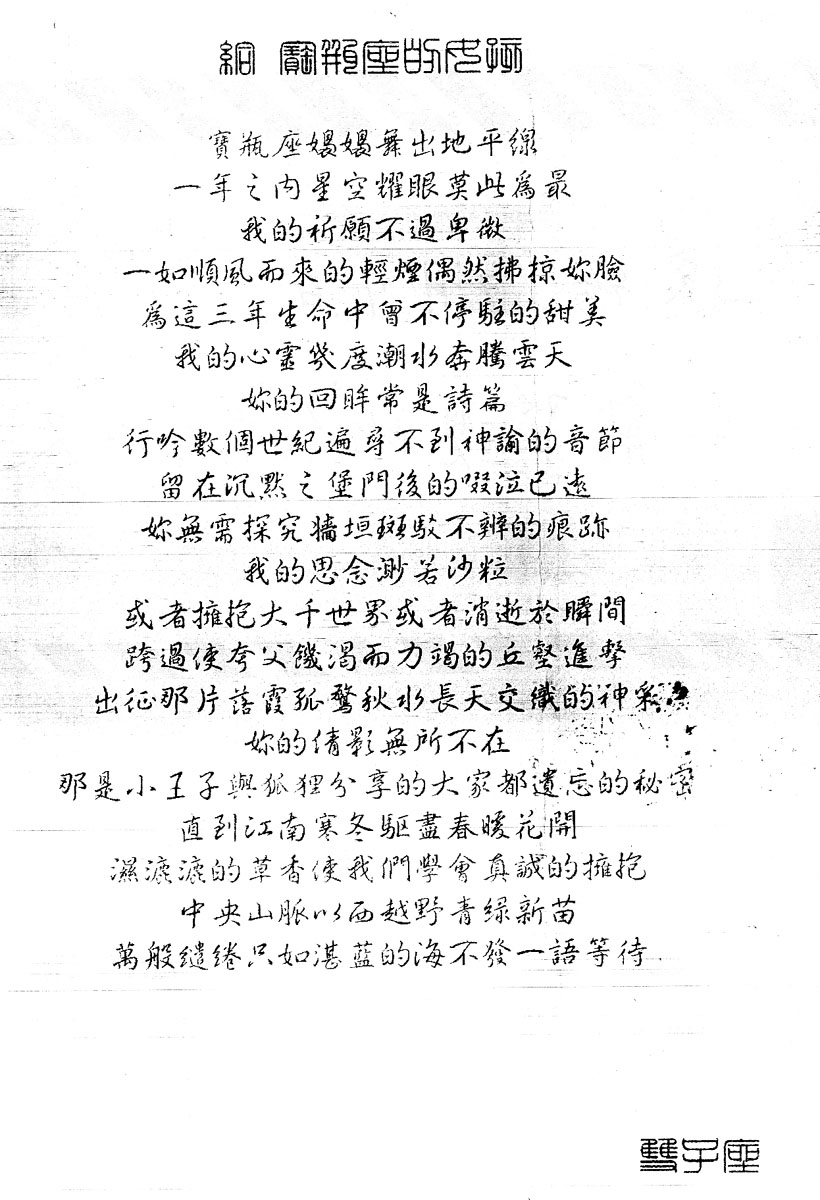 給 寶瓶座的女孩
寶瓶座嫚嫚舞出地平線
一年之內星空耀眼莫此為最
我的祈願不過卑微
一如順風而來的輕煙偶然拂掠妳臉
為這三年生命中曾不停駐的甜美
我的心靈幾度潮水奔騰雲天
妳的回眸常是詩篇
行吟數個世紀遍尋不到神諭的音節
留在沉默之堡門後的啜泣已遠
妳無需探究牆垣斑駁不辨的痕跡
我的思念渺若沙粒
或者擁抱大千世界或者消逝於瞬間
跨過使夸父饑渴而力竭的丘壑進擊
出征那片落霞孤鶩秋水長天交織的神彩
妳的倩影無所不在
那是小王子與狐狸分享的大家都遺忘的秘密
直到江南寒冬驅盡春暖花開
濕漉漉的草香使我們學會真誠的擁抱
中央山脈以西越野青綠新苗
萬般繾綣只如湛藍的海不發一語等待
雙子座